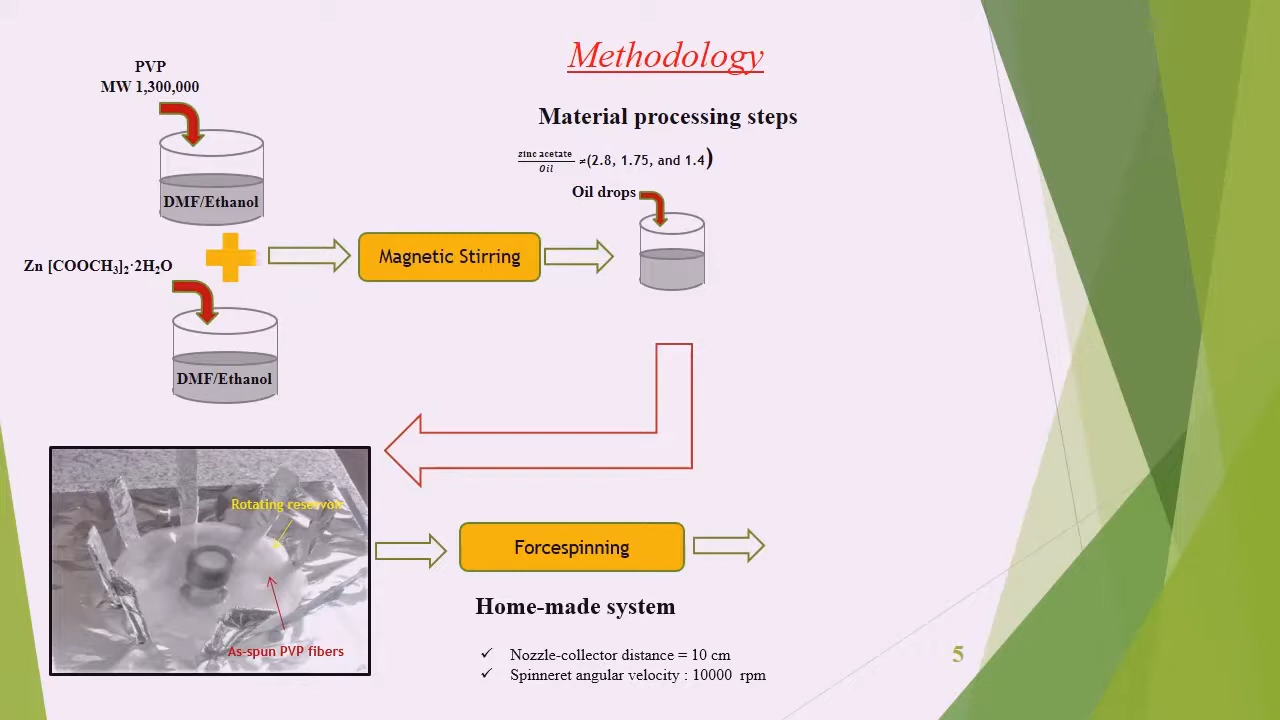 Methodology
PVP
MW 1,300,000
DMF/Ethanol
Zn [COOCH₃]₂·2H₂O
DMF/Ethanol
Magnetic Stirring
Material processing steps
zinc acetate
Oil
=(2.8, 1.75, and 1.4)
Oil drops
Rotating reservoir
As-spun PVP fibers
Forcespinning
Home-made system
✓ Nozzle-collector distance = 10 cm
✓ Spinneret angular velocity : 10000 rpm
5